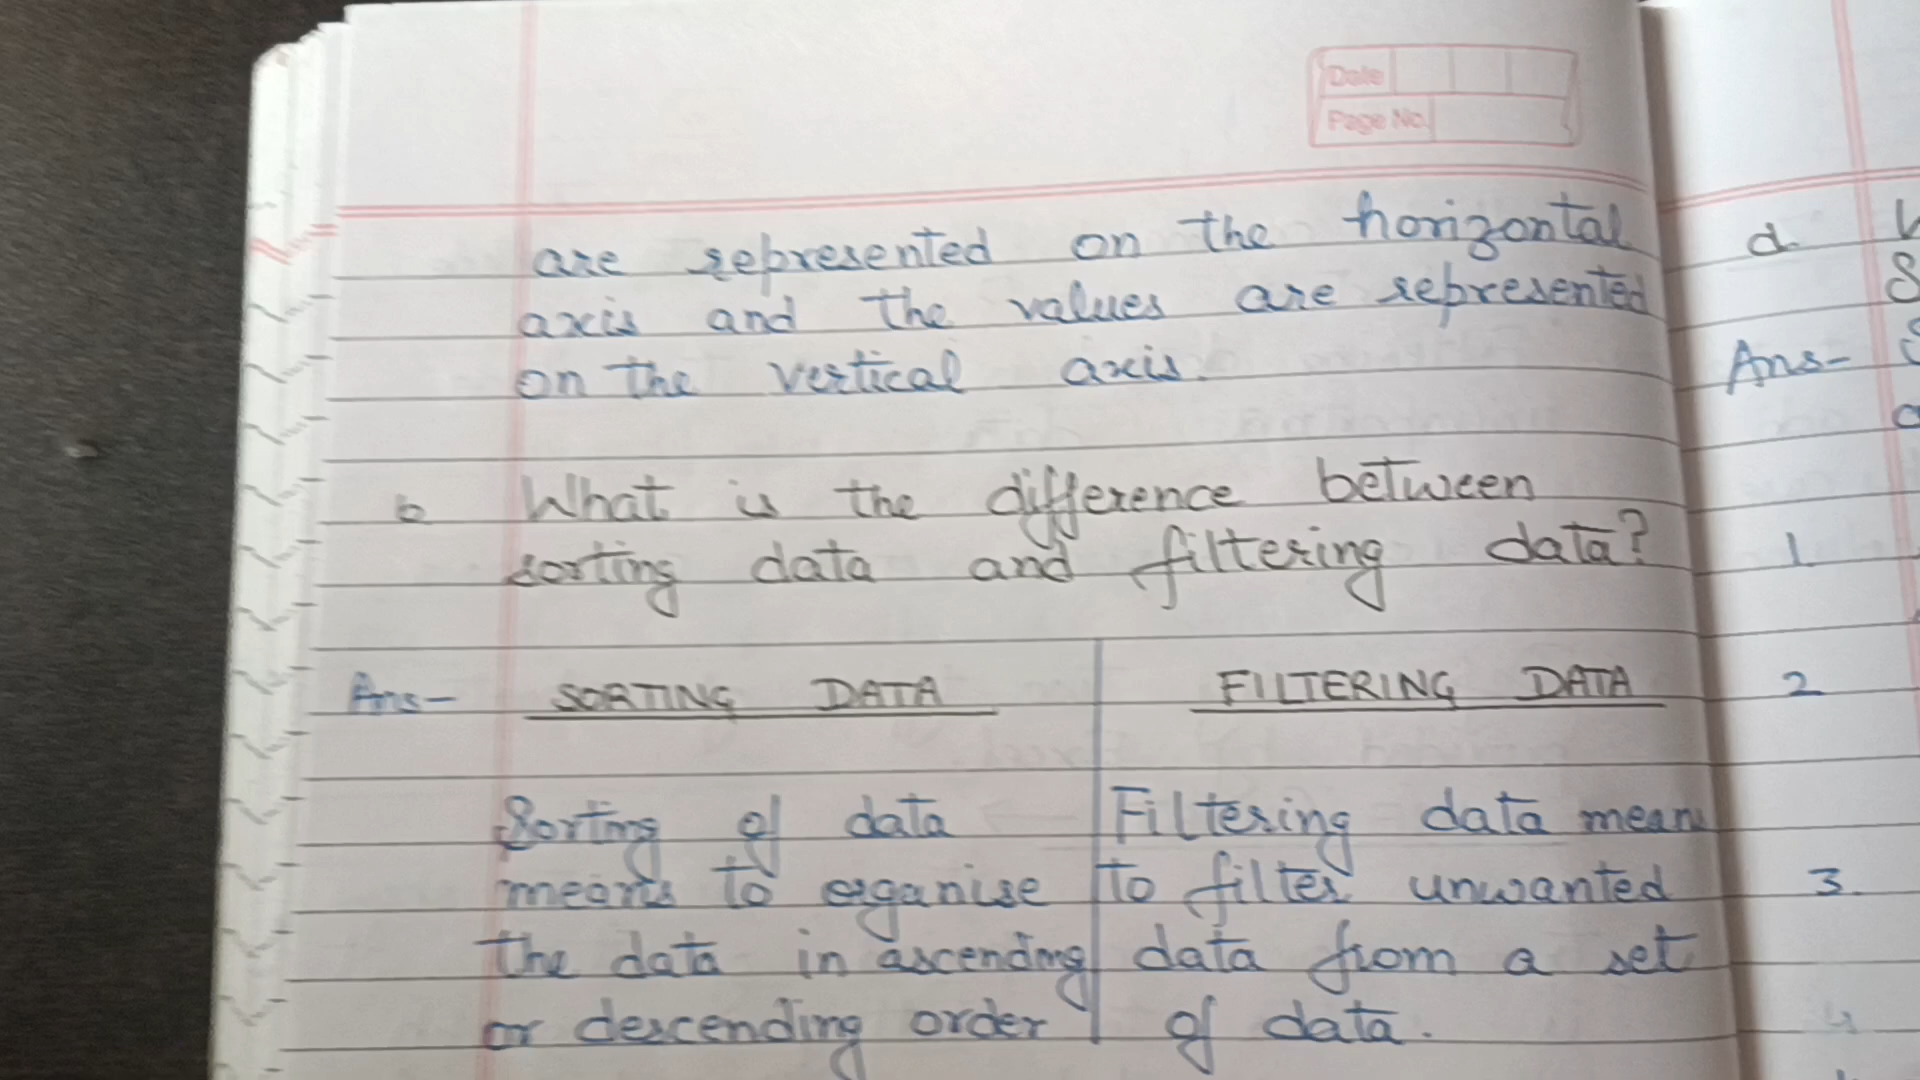 Date
Page No.
are represented on the horizontal
axis and the values are represented
on the vertical axis.
b What is the difference between
sorting data and filtering data?
Ans- SORTING DATA FILTERING DATA
Sorting of data
means to organise
the data in ascending
or descending order
Filtering data means
to filter unwanted
data from a set
of data.
d.
Ans-
1.
2
3.